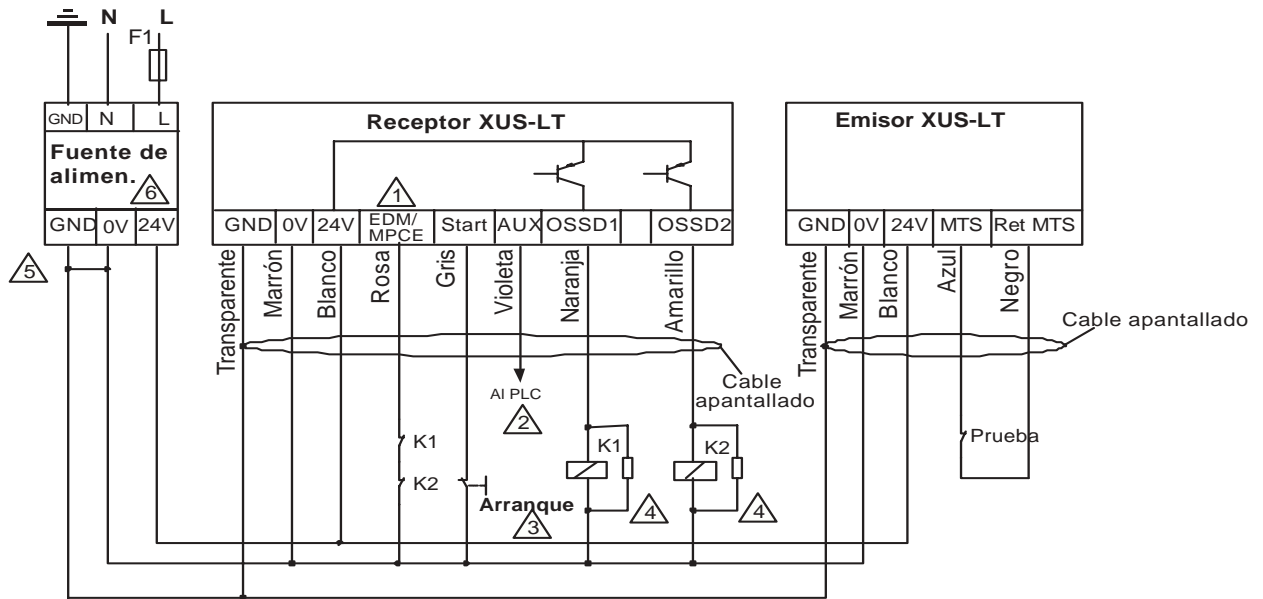 N L
F1
GND N L
Fuente de
alimen.
6
GND 0V 24V
5
Receptor XUS-LT
1
GND 0V 24V EDM/
MPCE Start AUX OSSD1 OSSD2
Transparente
Marrón
Blanco
Rosa
Gris
Violeta
Naranja
Amarillo
Cable
apantallado
Al PLC
2
K1
K2
Arranque
3
K1
4
K2
4
Emisor XUS-LT
GND 0V 24V MTS Ret MTS
Transparente
Marrón
Blanco
Azul
Negro
Cable apantallado
Prueba